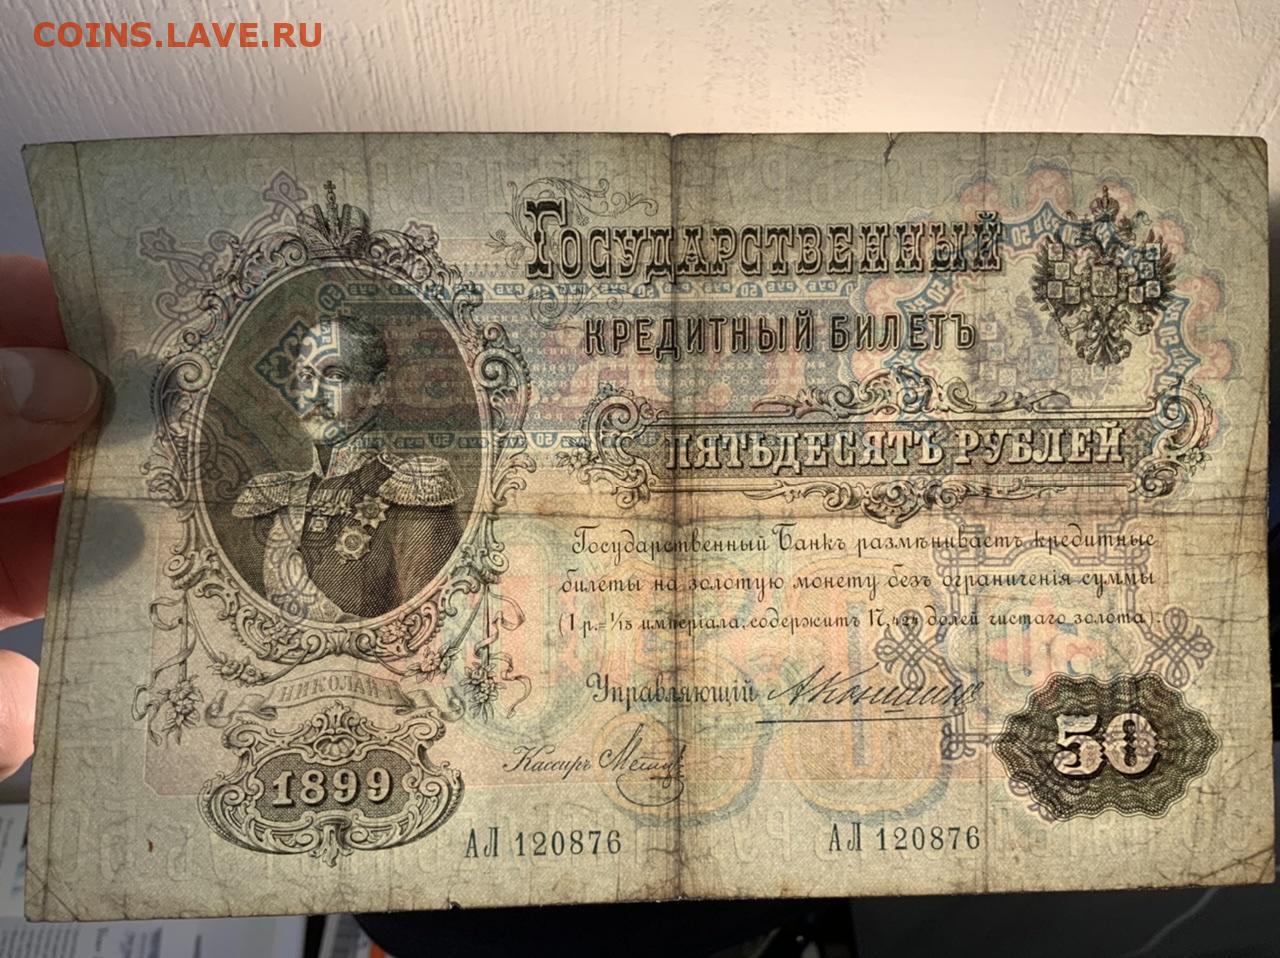 COINS.LAVE.RU
ГОСУДАРСТВЕННЫЙ
КРЕДИТНЫЙ БИЛЕТЪ
ПЯТЬДЕСЯТЪ РУБЛЕЙ
Государственный Банкъ размѣниваетъ кредитные
билеты на золотую монету безъ ограниченія суммы
(1 р.= 1/15 имперіала, содержитъ 17,424 долей чистаго золота).
Управляющій
Кассиръ
НИКОЛАЙ I
1899
50
АЛ 120876
АЛ 120876